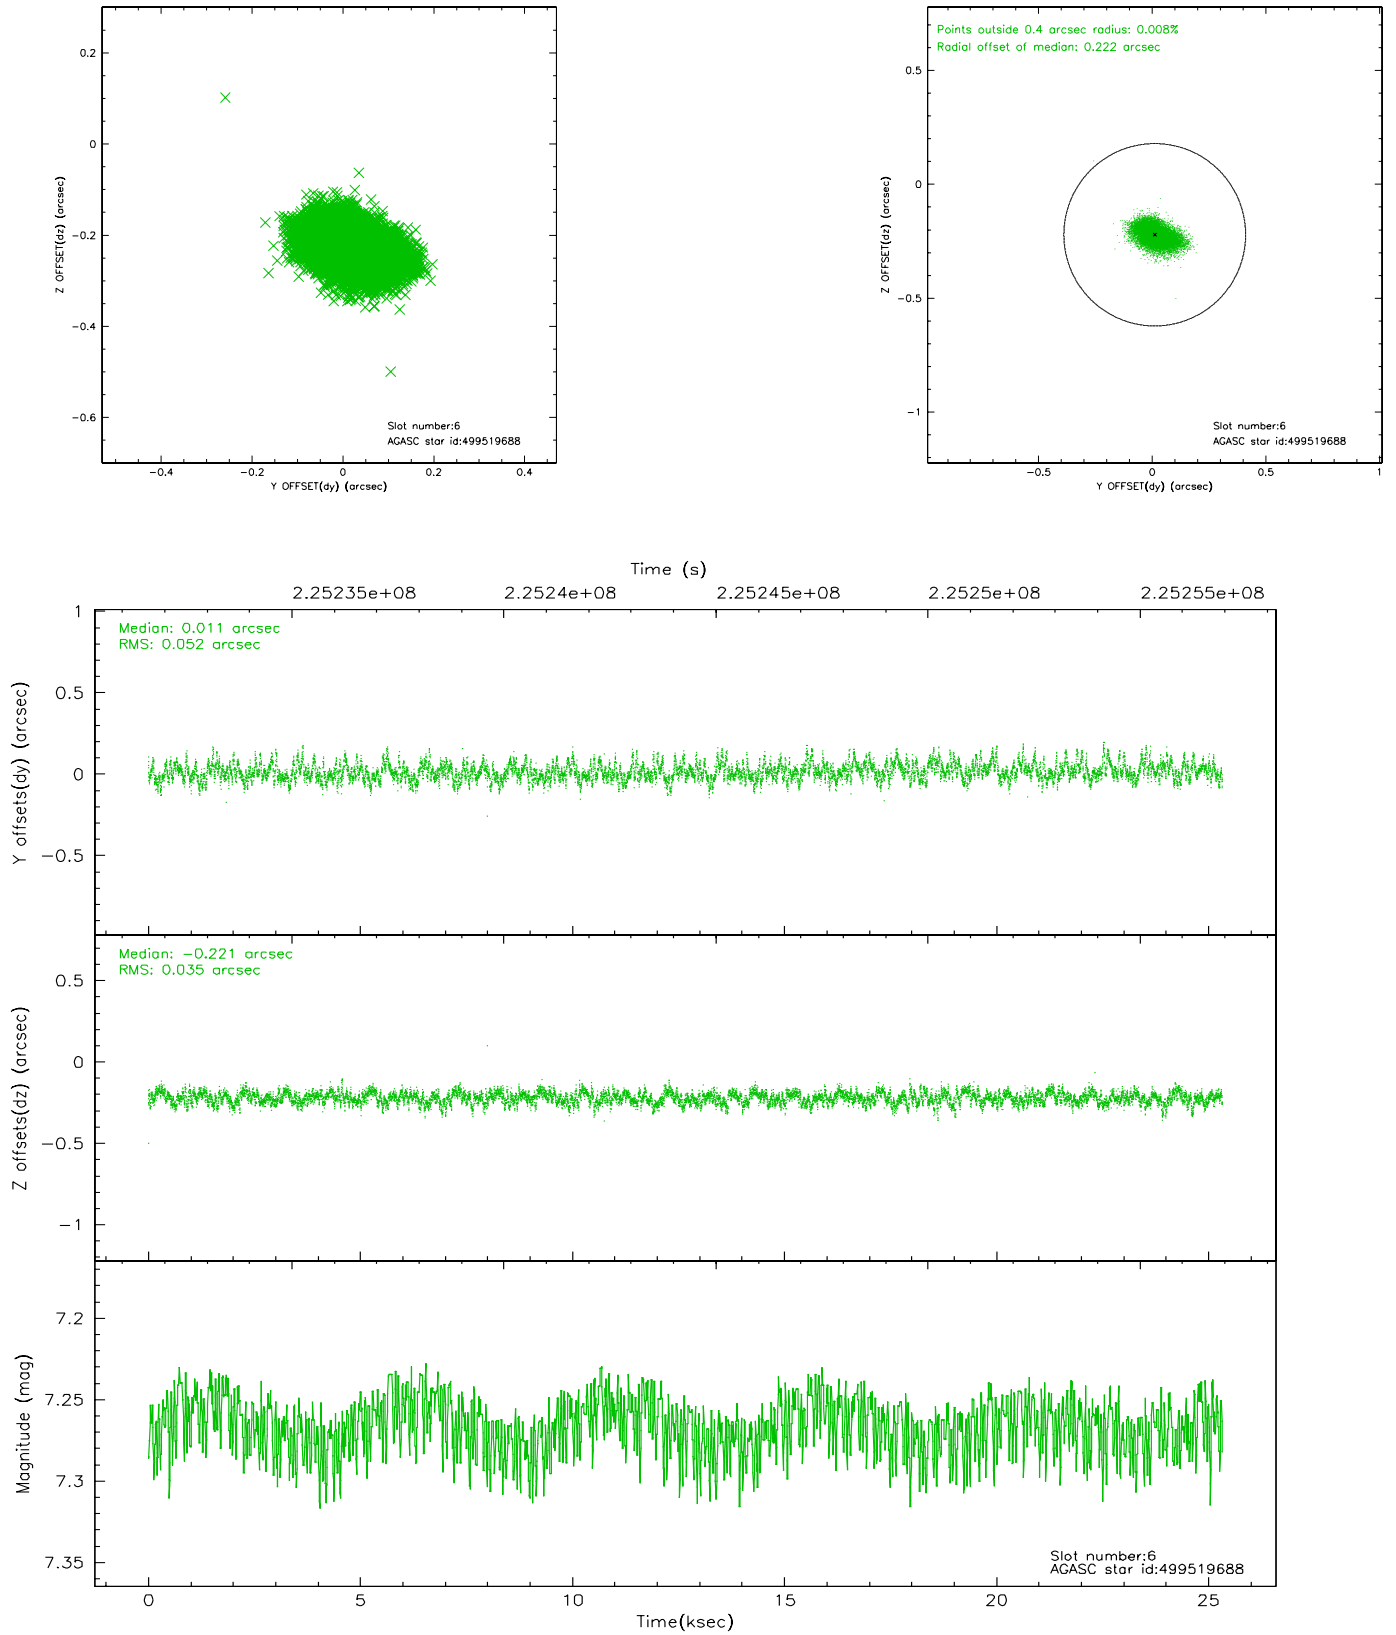 0.2
0
−0.2
−0.4
−0.6
Z OFFSET(dz) (arcsec)
Slot number:6
AGASC star id:499519688
−0.4 −0.2 0 0.2 0.4
Y OFFSET(dy) (arcsec)
Points outside 0.4 arcsec radius: 0.008%
Radial offset of median: 0.222 arcsec
0.5
0
−0.5
−1
Z OFFSET(dz) (arcsec)
Slot number:6
AGASC star id:499519688
−0.5 0 0.5 1
Y OFFSET(dy) (arcsec)
Time (s)
2.25235e+08 2.2524e+08 2.25245e+08 2.2525e+08 2.25255e+08
Median: 0.011 arcsec
RMS: 0.052 arcsec
1
0.5
0
−0.5
Y offsets(dy) (arcsec)
Median: −0.221 arcsec
RMS: 0.035 arcsec
0.5
0
−0.5
−1
Z offsets(dz) (arcsec)
7.2
7.25
7.3
7.35
Magnitude (mag)
Slot number:6
AGASC star id:499519688
0 5 10 15 20 25
Time(ksec)